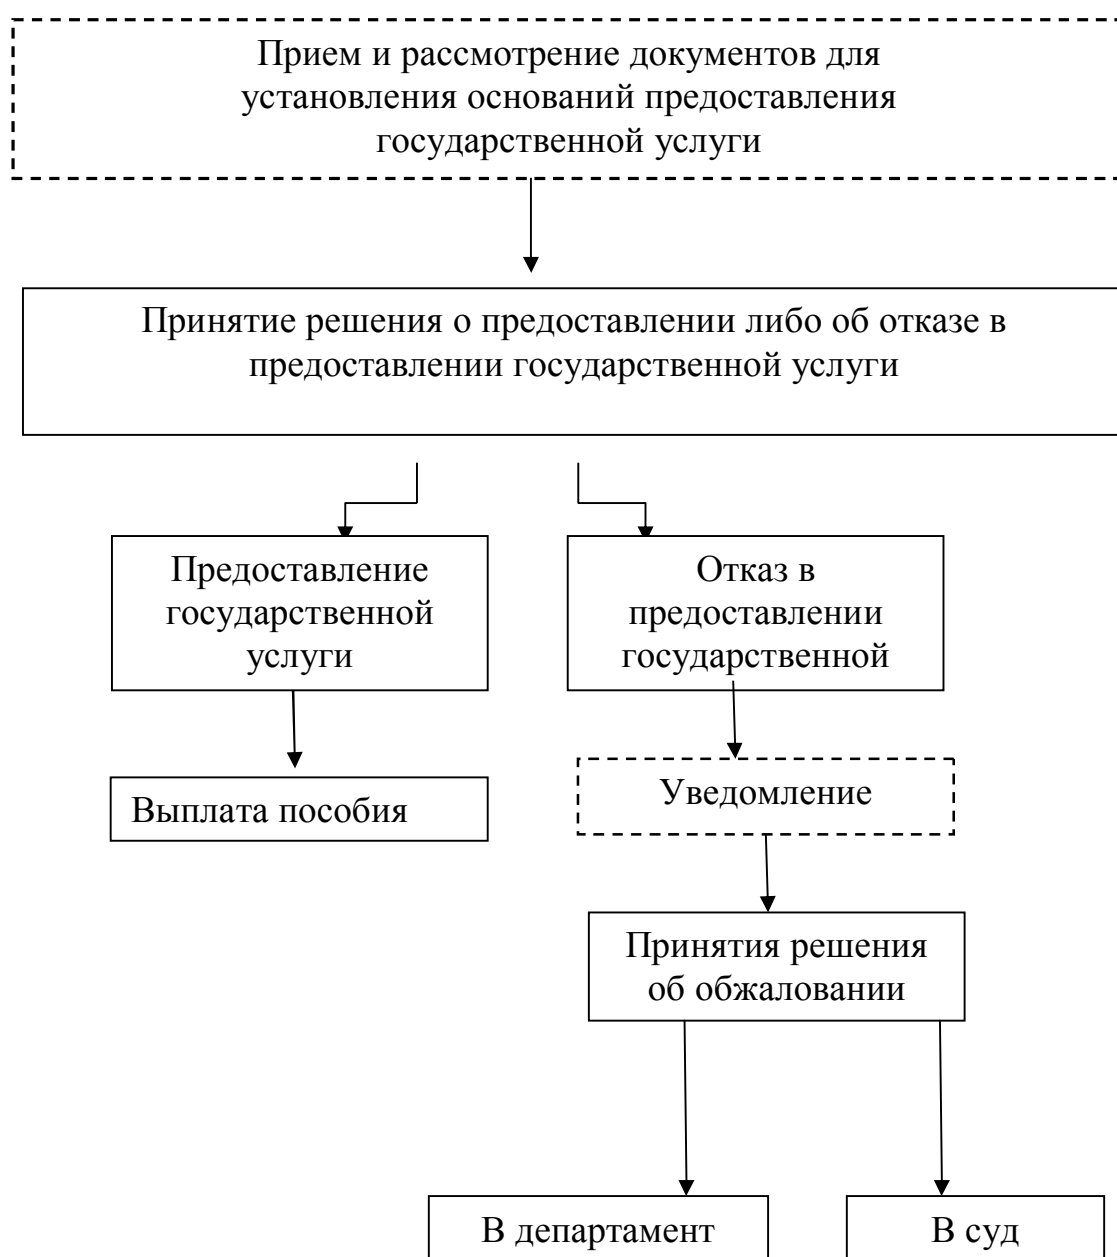 Прием и рассмотрение документов для
установления оснований предоставления
государственной услуги
Принятие решения о предоставлении либо об отказе в
предоставлении государственной услуги
Предоставление
государственной
услуги
Отказ в
предоставлении
государственной
Выплата пособия
Уведомление
Принятия решения
об обжаловании
В департамент
В суд